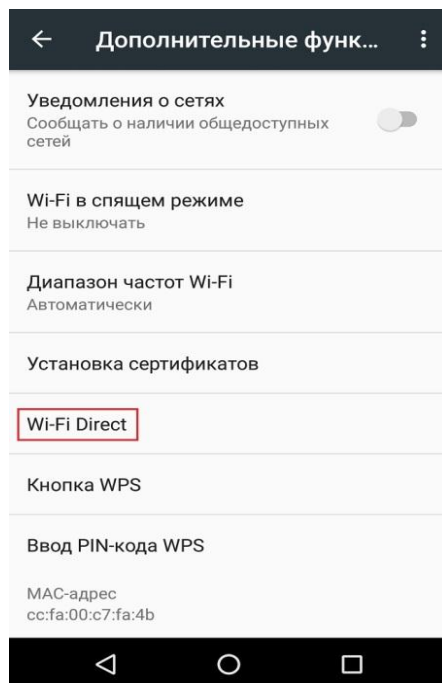 Дополнительные функ...
Уведомления о сетях
Сообщать о наличии общедоступных
сетей
Wi-Fi в спящем режиме
Не выключать
Диапазон частот Wi-Fi
Автоматически
Установка сертификатов
Wi-Fi Direct
Кнопка WPS
Ввод PIN-кода WPS
MAC-адрес
cc:fa:00:c7:fa:4b